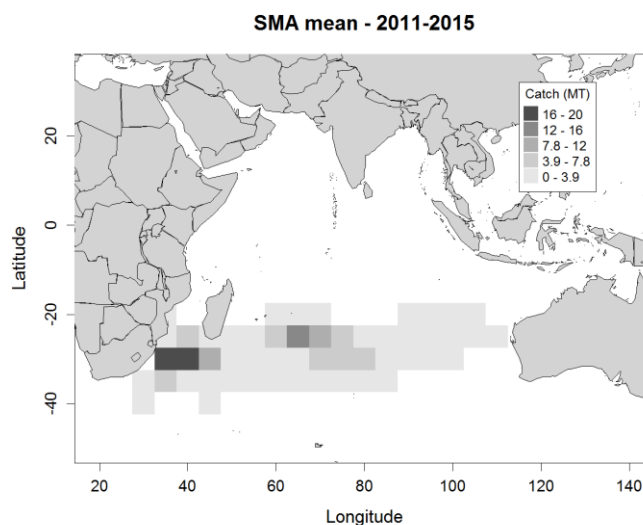 SMA mean - 2011-2015
Catch (MT)
16 - 20
12 - 16
7.8 - 12
3.9 - 7.8
0 - 3.9
Latitude
20
0
-20
-40
20 40 60 80 100 120 140
Longitude